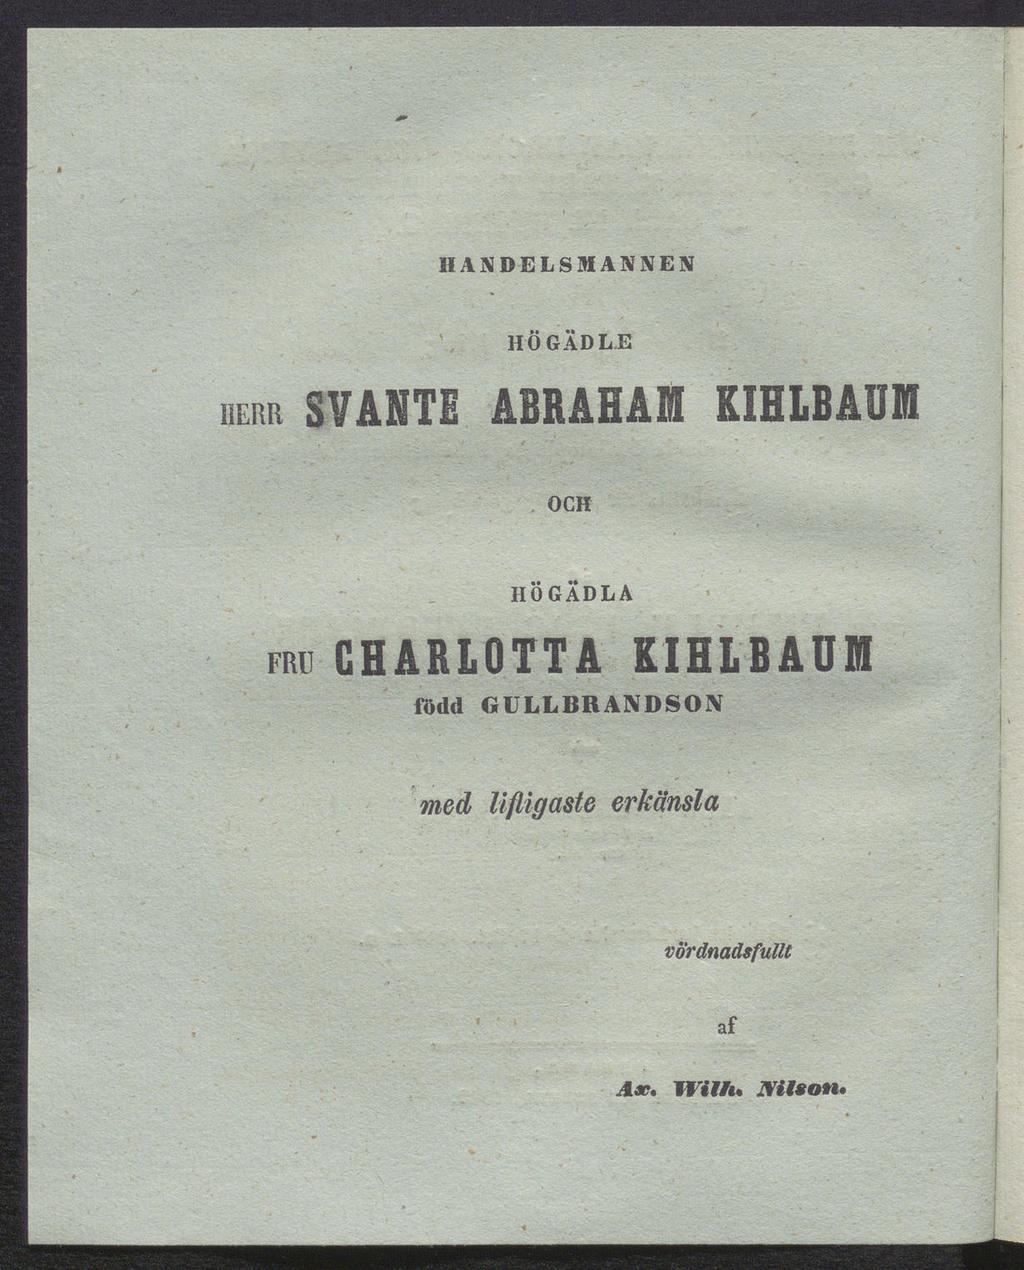 HANDELSMANNEN
HÖGÄDLE
HERR SVANTE ABRAHAM KIHLBAUM
OCH
HÖGÄDLA
FRU CHARLOTTA KIHLBAUM
född GULLBRANDSON
med lifligaste erkänsla
vördnadsfullt
af
Ax. Wilh. Nilson.